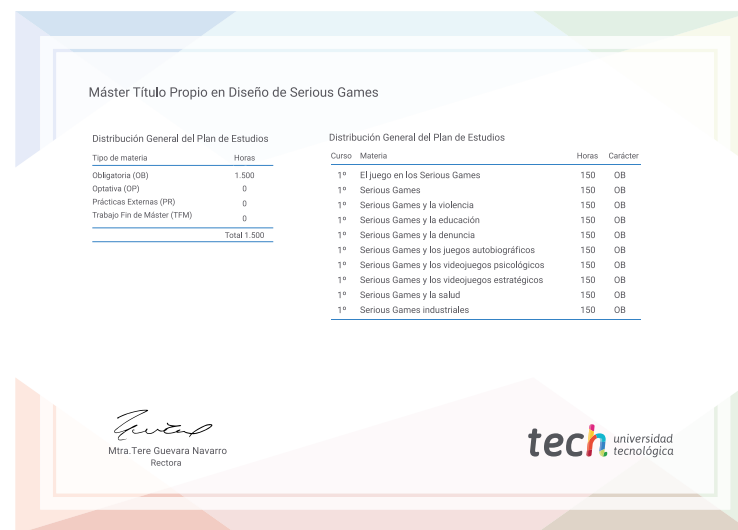 Máster Título Propio en Diseño de Serious Games
Distribución General del Plan de Estudios
Tipo de materia Horas
Obligatoria (OB) 1.500
Optativa (OP) 0
Prácticas Externas (PR) 0
Trabajo Fin de Máster (TFM) 0
Total 1.500
Distribución General del Plan de Estudios
Curso Materia Horas Carácter
1º El juego en los Serious Games 150 OB
1º Serious Games 150 OB
1º Serious Games y la violencia 150 OB
1º Serious Games y la educación 150 OB
1º Serious Games y la denuncia 150 OB
1º Serious Games y los juegos autobiográficos 150 OB
1º Serious Games y los videojuegos psicológicos 150 OB
1º Serious Games y los videojuegos estratégicos 150 OB
1º Serious Games y la salud 150 OB
1º Serious Games industriales 150 OB
Mtra.Tere Guevara Navarro
Rectora
tech universidad
tecnológica